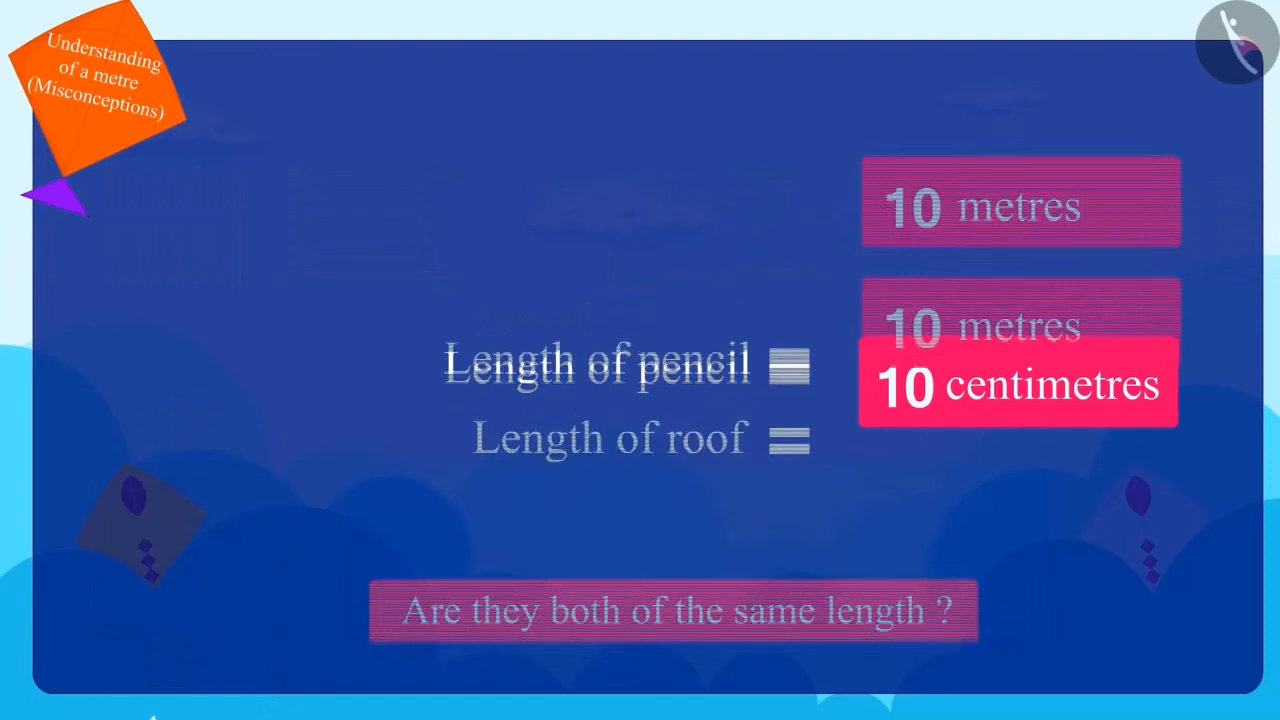 Understanding
of a metre
(Misconceptions)
10 metres
10 metres
Length of pencil =
10 centimetres
Length of roof =
Are they both of the same length ?